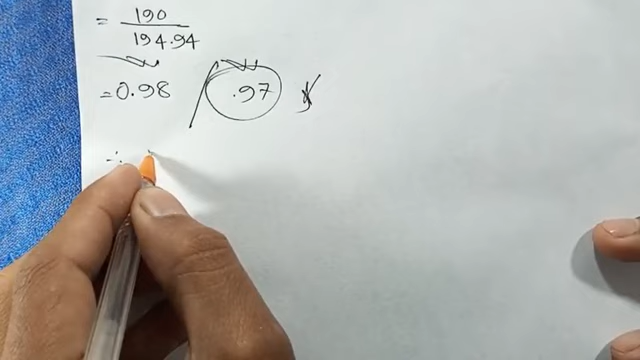 = 190
194.94
= 0.98 / .97
∴